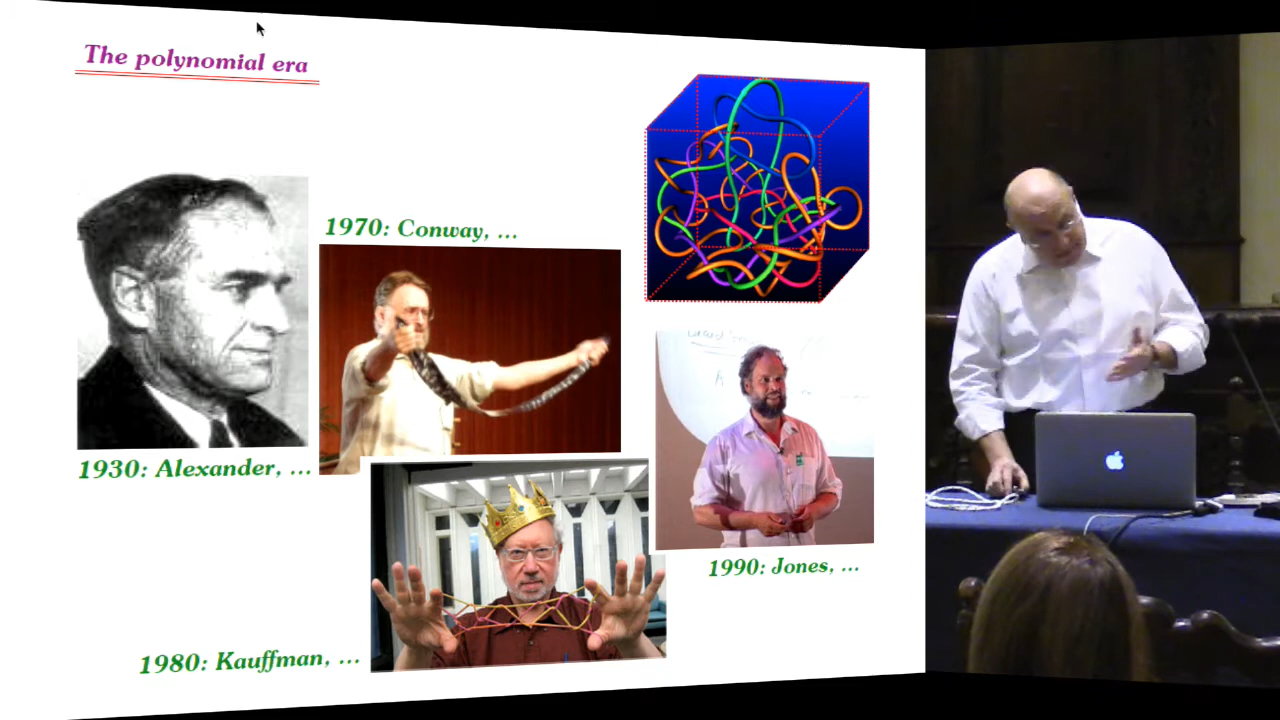 The polynomial era
1970: Conway, ...
1930: Alexander, ...
1990: Jones, ...
1980: Kauffman, ...